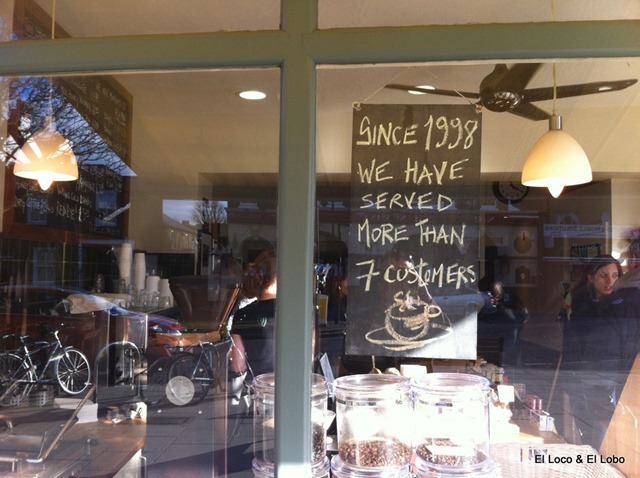 SINCE 1998
WE HAVE
SERVED
MORE THAN
7 CUSTOMERS
El Loco & El Lobo